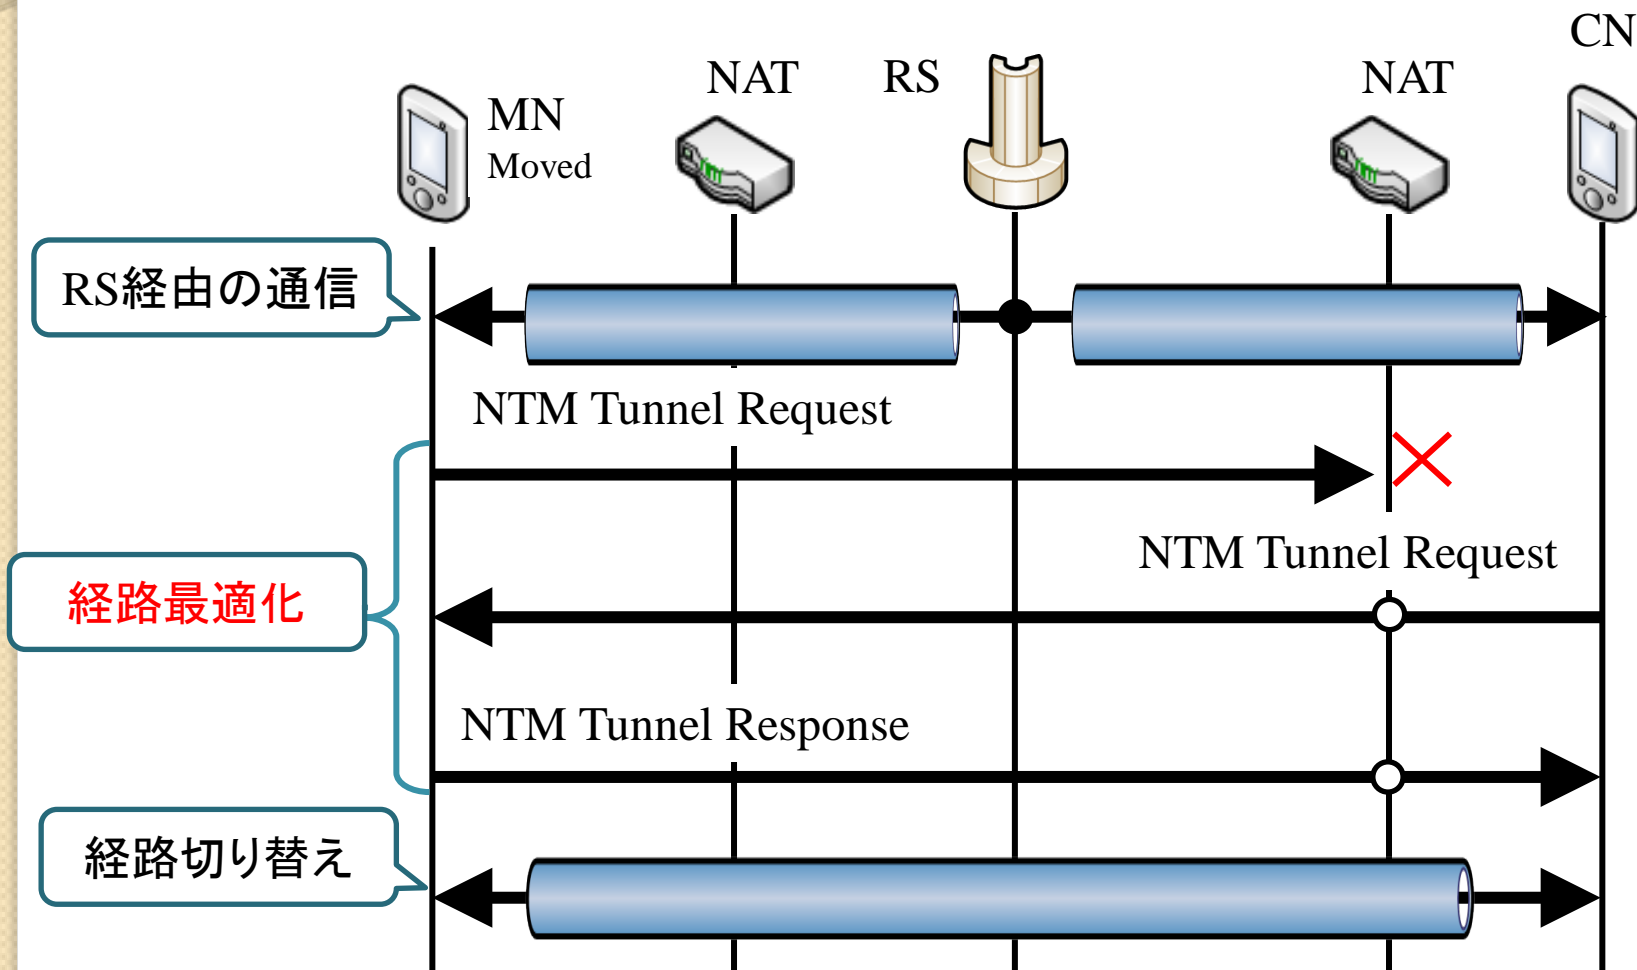 CN
NAT
RS
NAT
MN
Moved
RS経由の通信
NTM Tunnel Request
NTM Tunnel Request
経路最適化
NTM Tunnel Response
経路切り替え